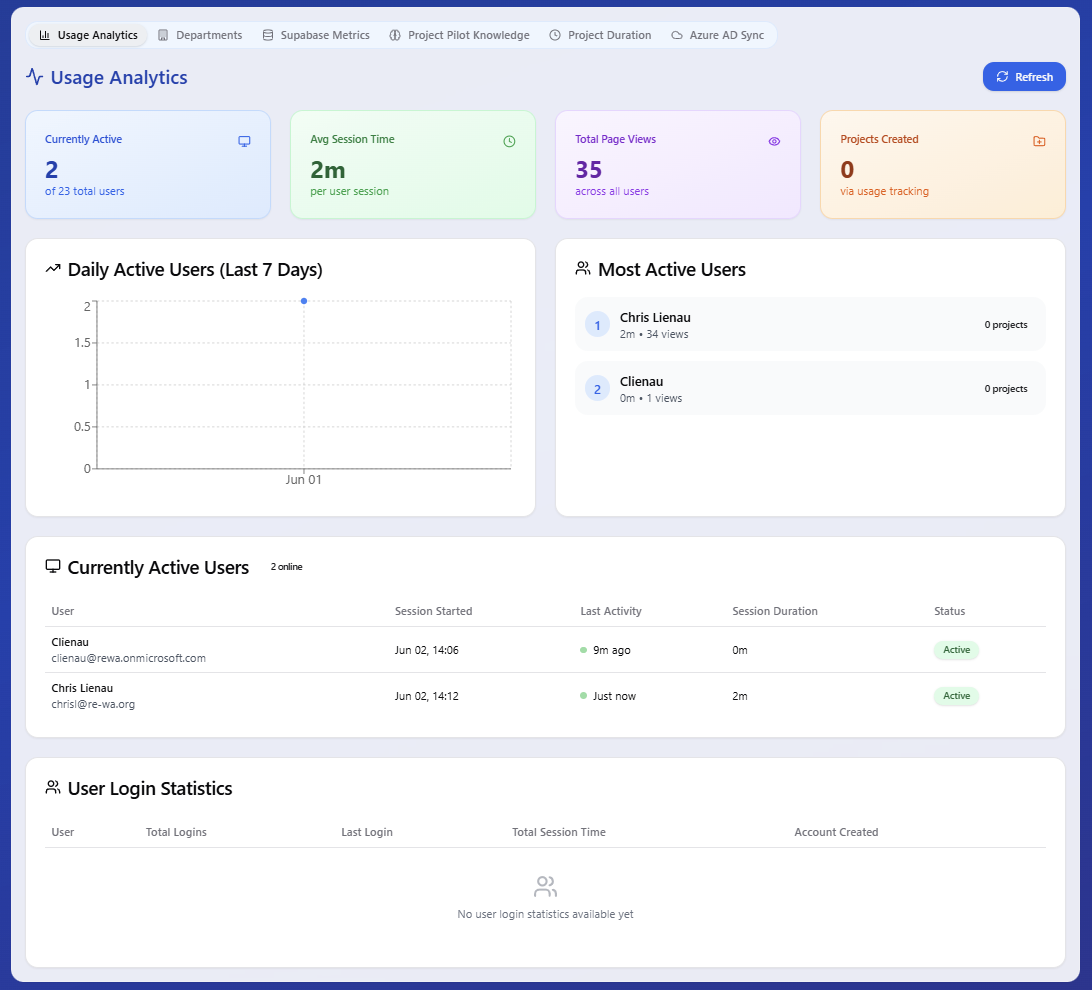 Usage Analytics
Departments
Supabase Metrics
Project Pilot Knowledge
Project Duration
Azure AD Sync
Usage Analytics
Refresh
Currently Active
2
of 23 total users
Avg Session Time
2m
per user session
Total Page Views
35
across all users
Projects Created
0
via usage tracking
Daily Active Users (Last 7 Days)
2
1.5
1
0.5
0
Jun 01
Most Active Users
1
Chris Lienau
2m • 34 views
0 projects
2
Clienau
0m • 1 views
0 projects
Currently Active Users 2 online
User Session Started Last Activity Session Duration Status
Clienau
clienau@rewa.onmicrosoft.com
Jun 02, 14:06 9m ago 0m Active
Chris Lienau
chrisl@re-wa.org
Jun 02, 14:12 Just now 2m Active
User Login Statistics
User Total Logins Last Login Total Session Time Account Created
No user login statistics available yet